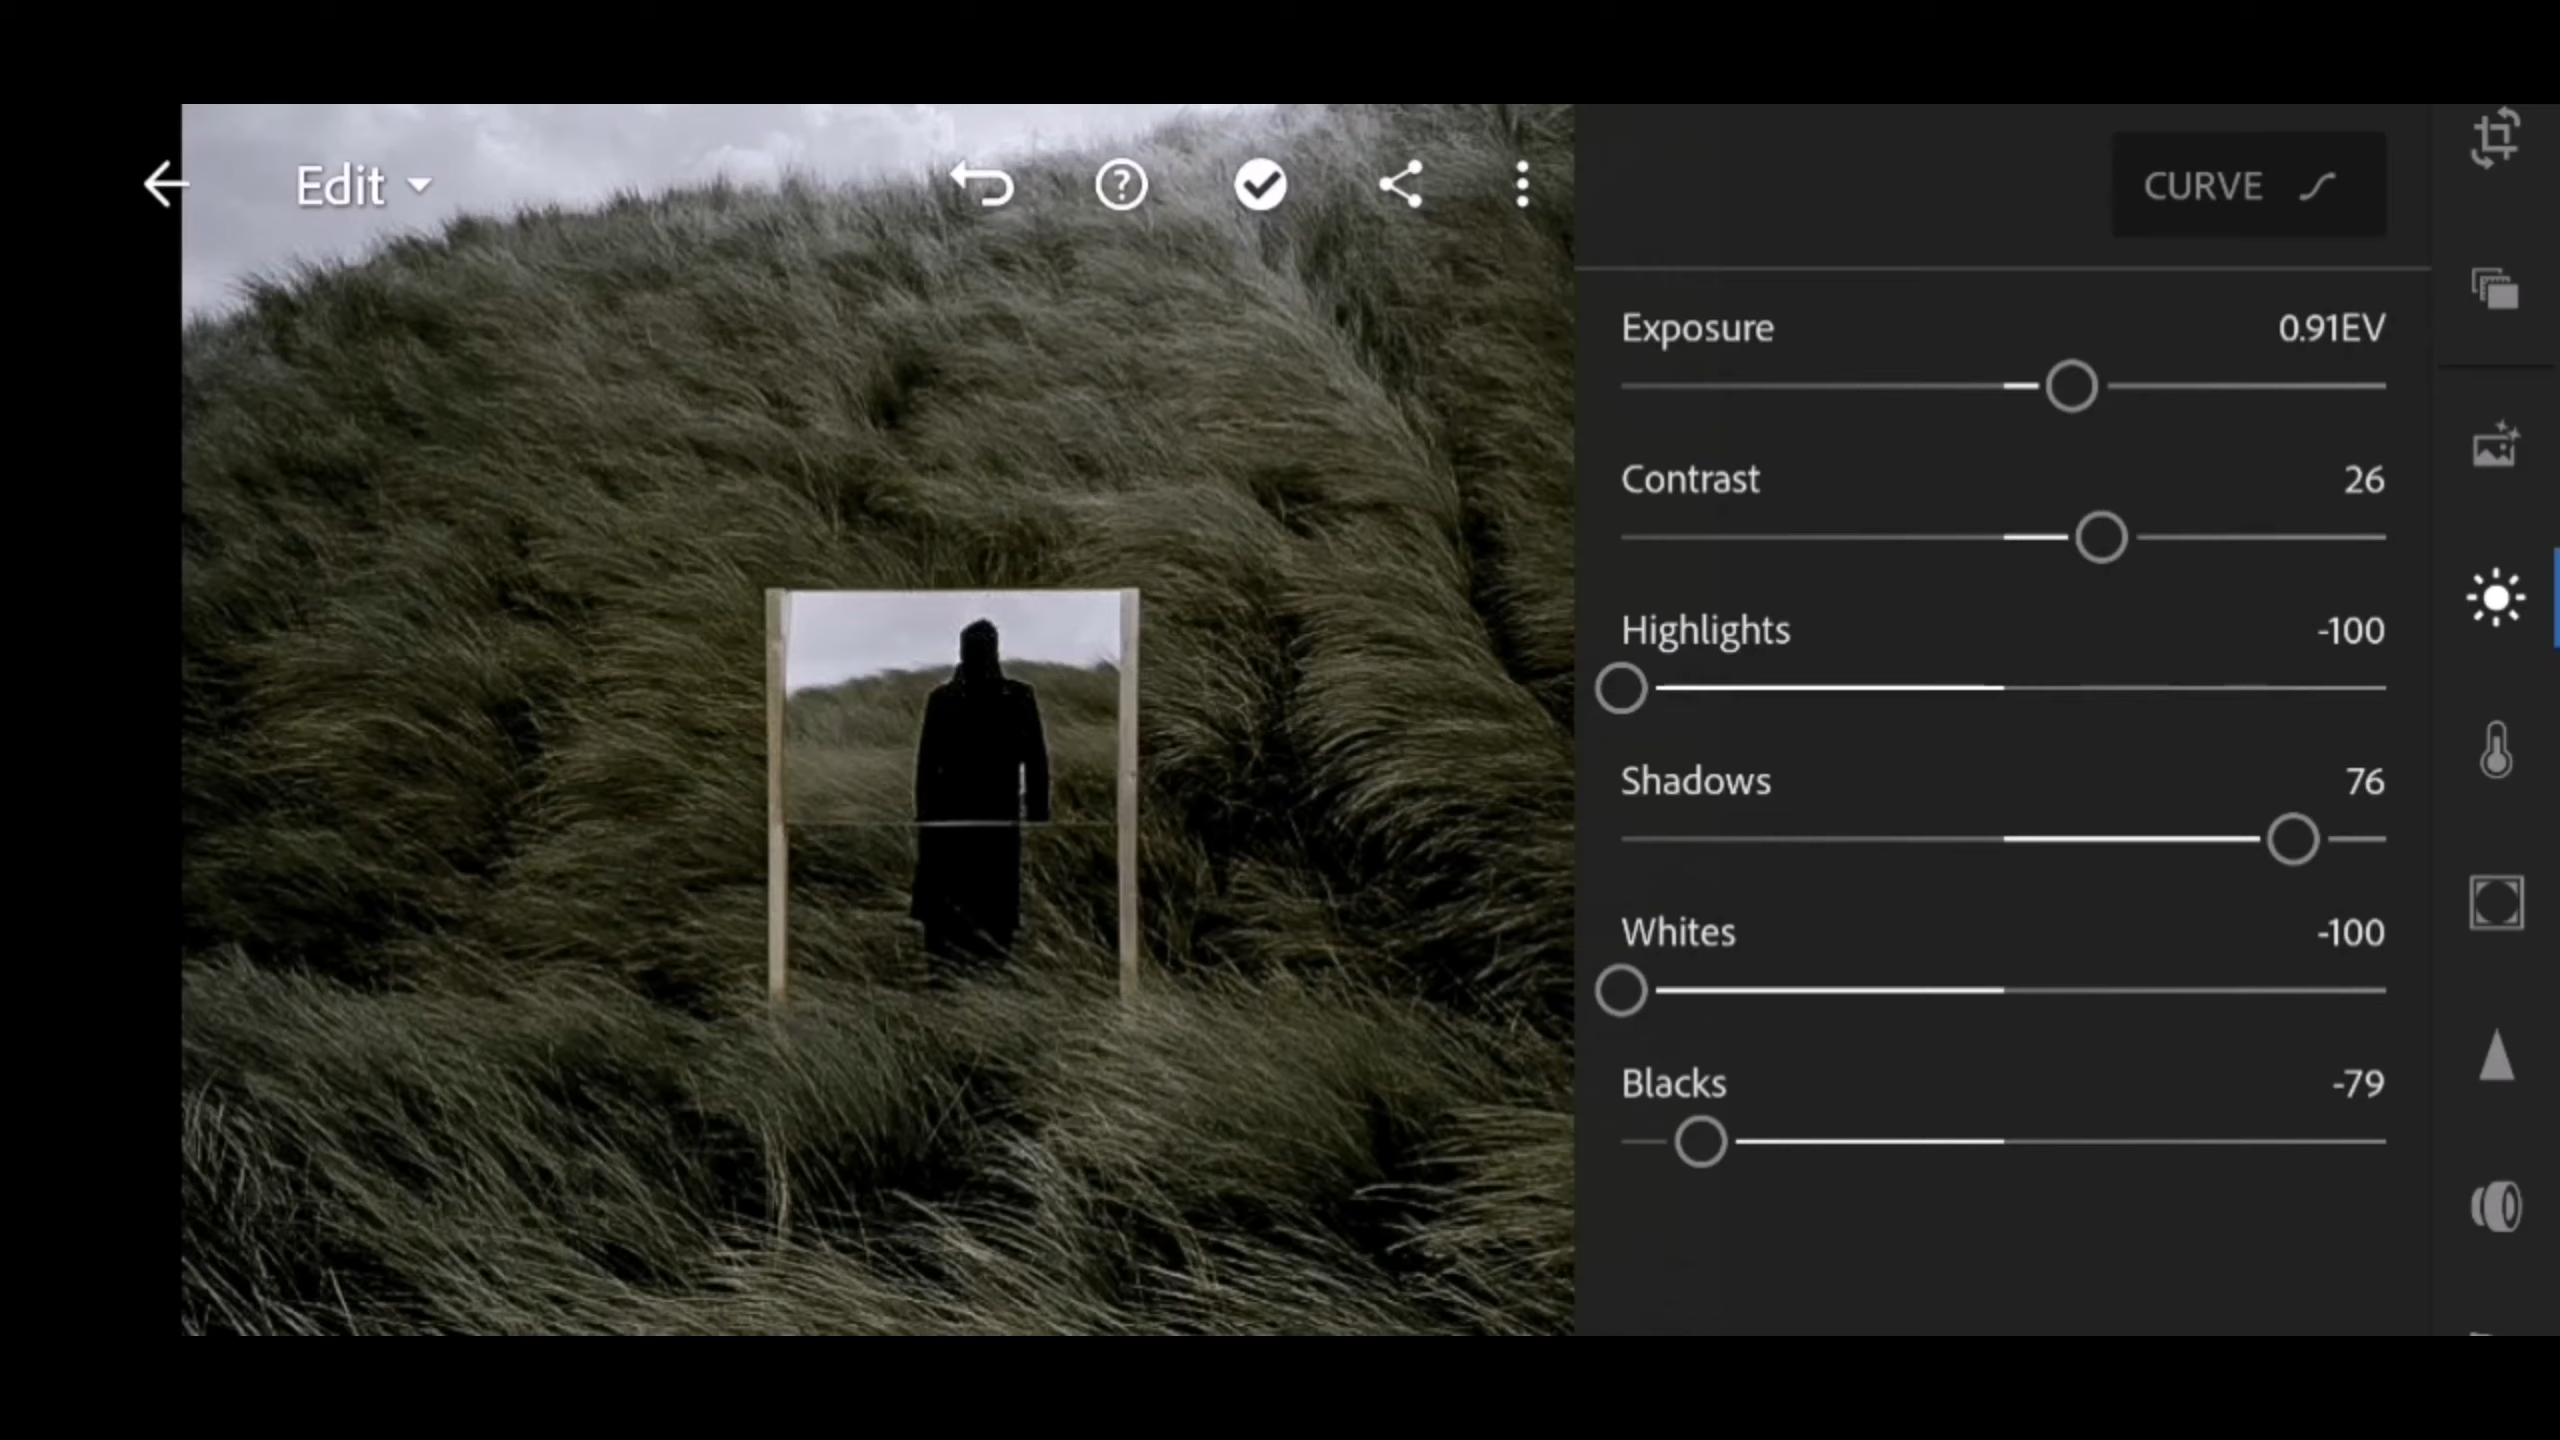 Edit
CURVE
Exposure 0.91EV
Contrast 26
Highlights -100
Shadows 76
Whites -100
Blacks -79